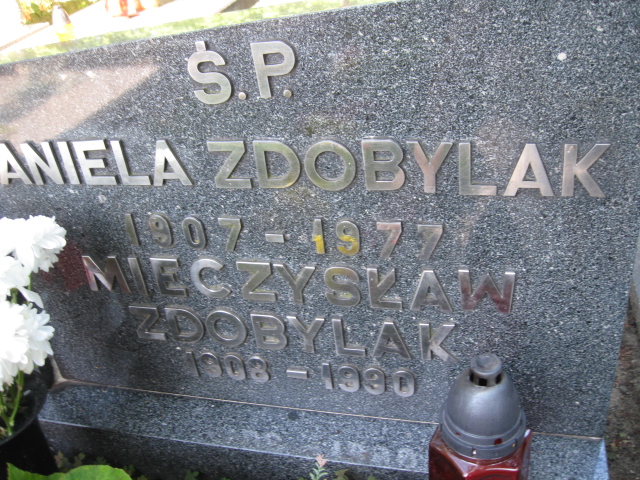 Ś.P.
ANIELA ZDOBYLAK
1907 - 1977
MIECZYSŁAW
ZDOBYLAK
1908 - 1990